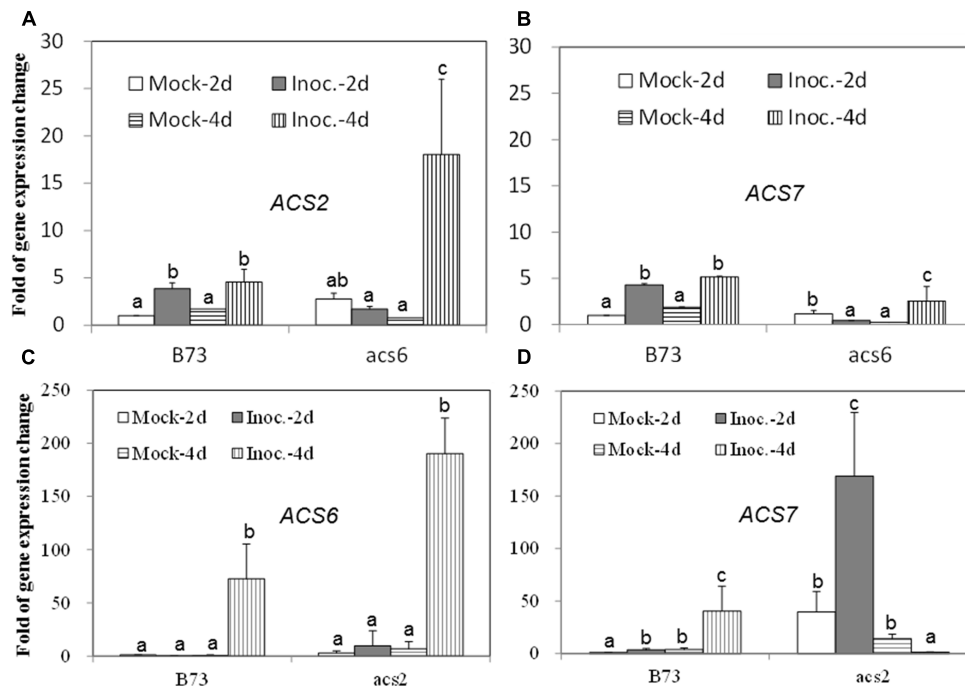 A
Fold of gene expression change
30
25
20
15
10
5
0
Mock-2d Inoc.-2d
Mock-4d Inoc.-4d
ACS2
a b a b ab a a c
B73 acs6
B
30
25
20
15
10
5
0
Mock-2d Inoc.-2d
Mock-4d Inoc.-4d
ACS7
a b a b b a a c
B73 acs6
C
Fold of gene expression change
250
200
150
100
50
0
Mock-2d Inoc.-2d
Mock-4d Inoc.-4d
ACS6
a a a b a a a b
B73 acs2
D
250
200
150
100
50
0
Mock-2d Inoc.-2d
Mock-4d Inoc.-4d
ACS7
a b b c b c b a
B73 acs2